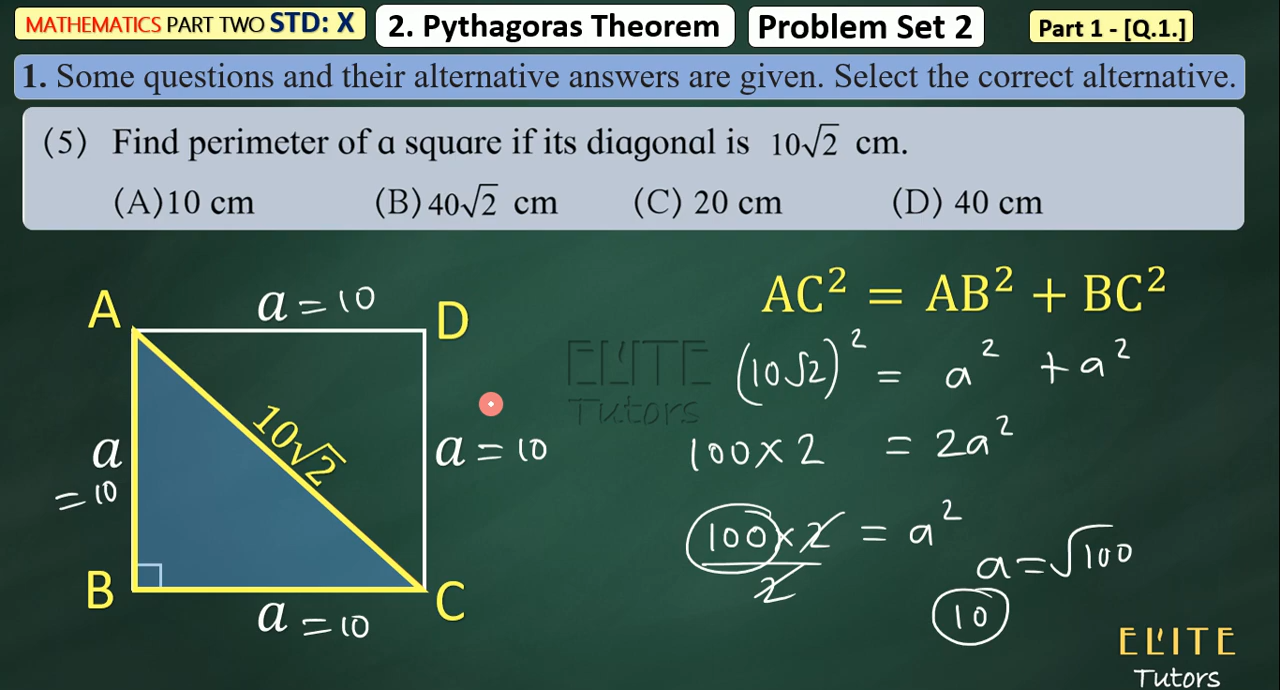 MATHEMATICS PART TWO STD: X
2. Pythagoras Theorem
Problem Set 2
Part 1 - [Q.1.]
1. Some questions and their alternative answers are given. Select the correct alternative.
(5) Find perimeter of a square if its diagonal is 10√2 cm.
(A)10 cm (B) 40√2 cm (C) 20 cm (D) 40 cm
A
a = 10
D
a
= 10
10√2
a = 10
B
a = 10
C
ELITE
Tutors
AC² = AB² + BC²
(10√2)² = a² + a²
100 × 2 = 2a²
100 × 2 / 2 = a²
a = √100
10
ELITE
Tutors